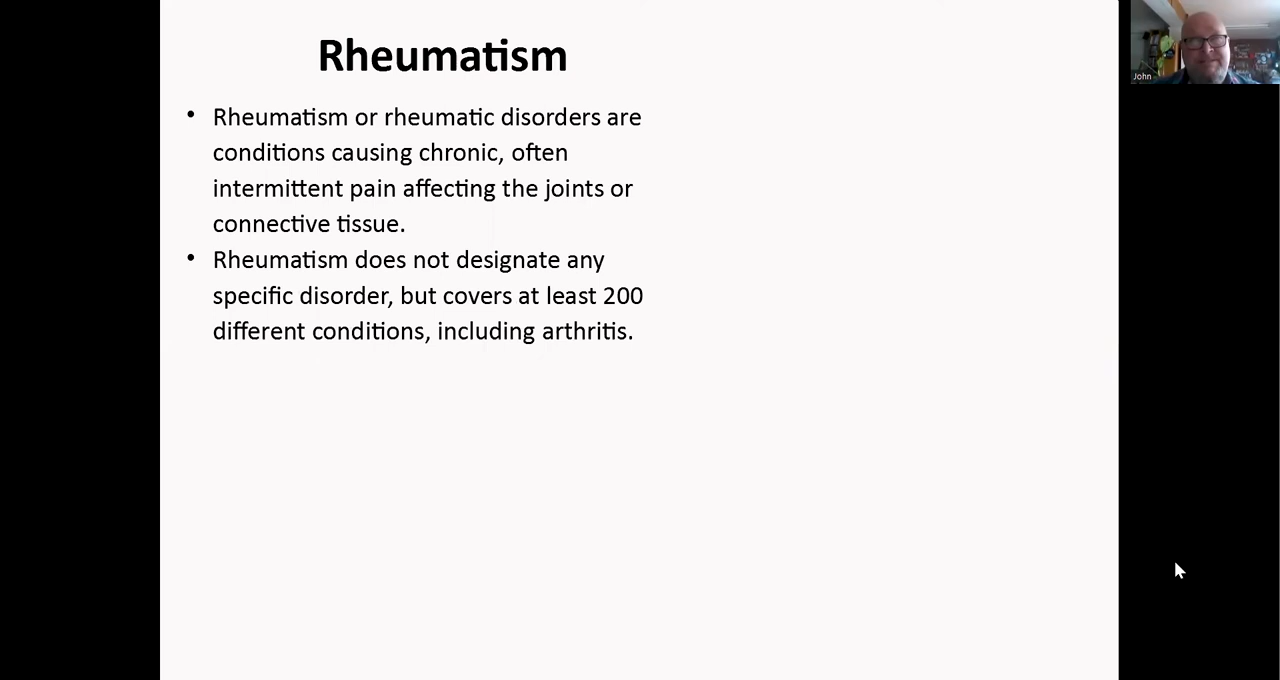 Rheumatism
• Rheumatism or rheumatic disorders are
conditions causing chronic, often
intermittent pain affecting the joints or
connective tissue.
• Rheumatism does not designate any
specific disorder, but covers at least 200
different conditions, including arthritis.
John